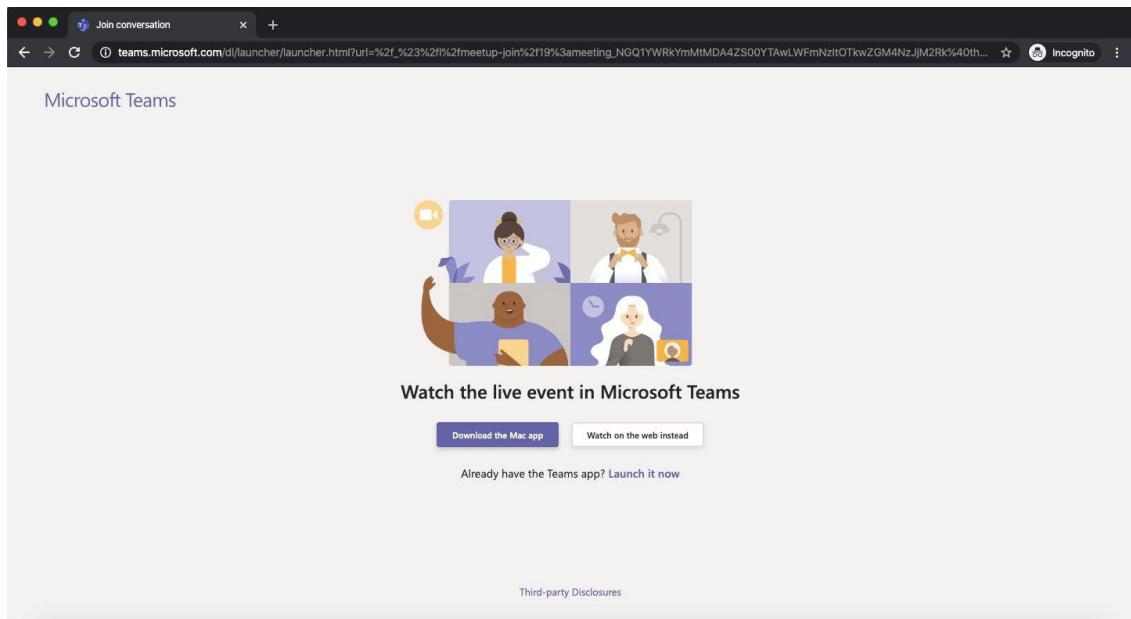 Join conversation
teams.microsoft.com/dl/launcher/launcher.html?url=%2f_%23%2fl%2fmeetup-join%2f19%3ameeting_NGQ1YWRkYmMtMDA4ZS00YTAwLWFmNzItOTkwZGM4NzJjM2Rk%40th... Incognito
Microsoft Teams
Watch the live event in Microsoft Teams
Download the Mac app Watch on the web instead
Already have the Teams app? Launch it now
Third-party Disclosures